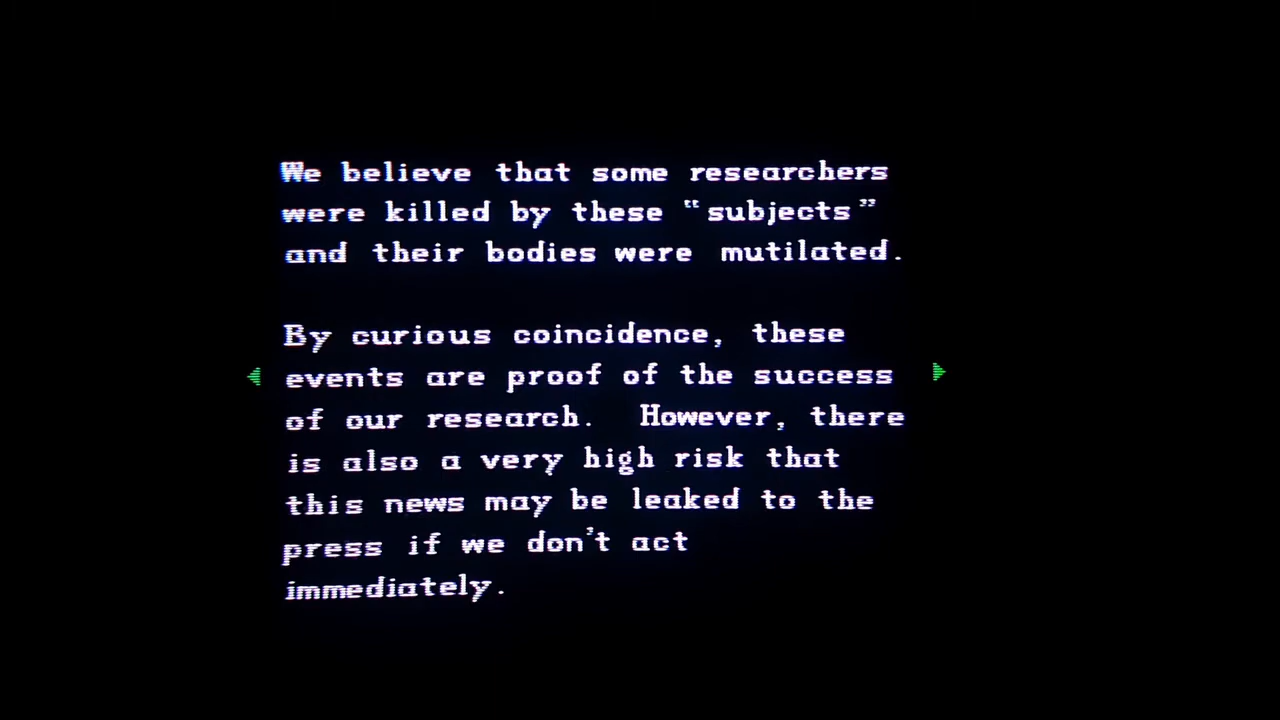 We believe that some researchers
were killed by these "subjects"
and their bodies were mutilated.
By curious coincidence, these
events are proof of the success
of our research.  However, there
is also a very high risk that
this news may be leaked to the
press if we don't act
immediately.